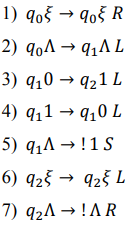 1) q₀ξ → q₀ξ R
2) q₀Λ → q₁Λ L
3) q₁0 → q₂1 L
4) q₁1 → q₁0 L
5) q₁Λ → ! 1 S
6) q₂ξ → q₂ξ L
7) q₂Λ → ! Λ R